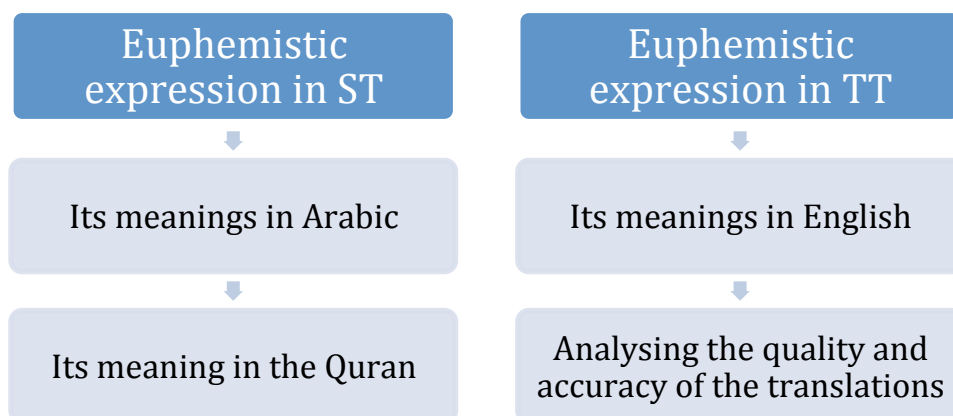 Euphemistic
expression in ST
Its meanings in Arabic
Its meaning in the Quran
Euphemistic
expression in TT
Its meanings in English
Analysing the quality and
accuracy of the translations